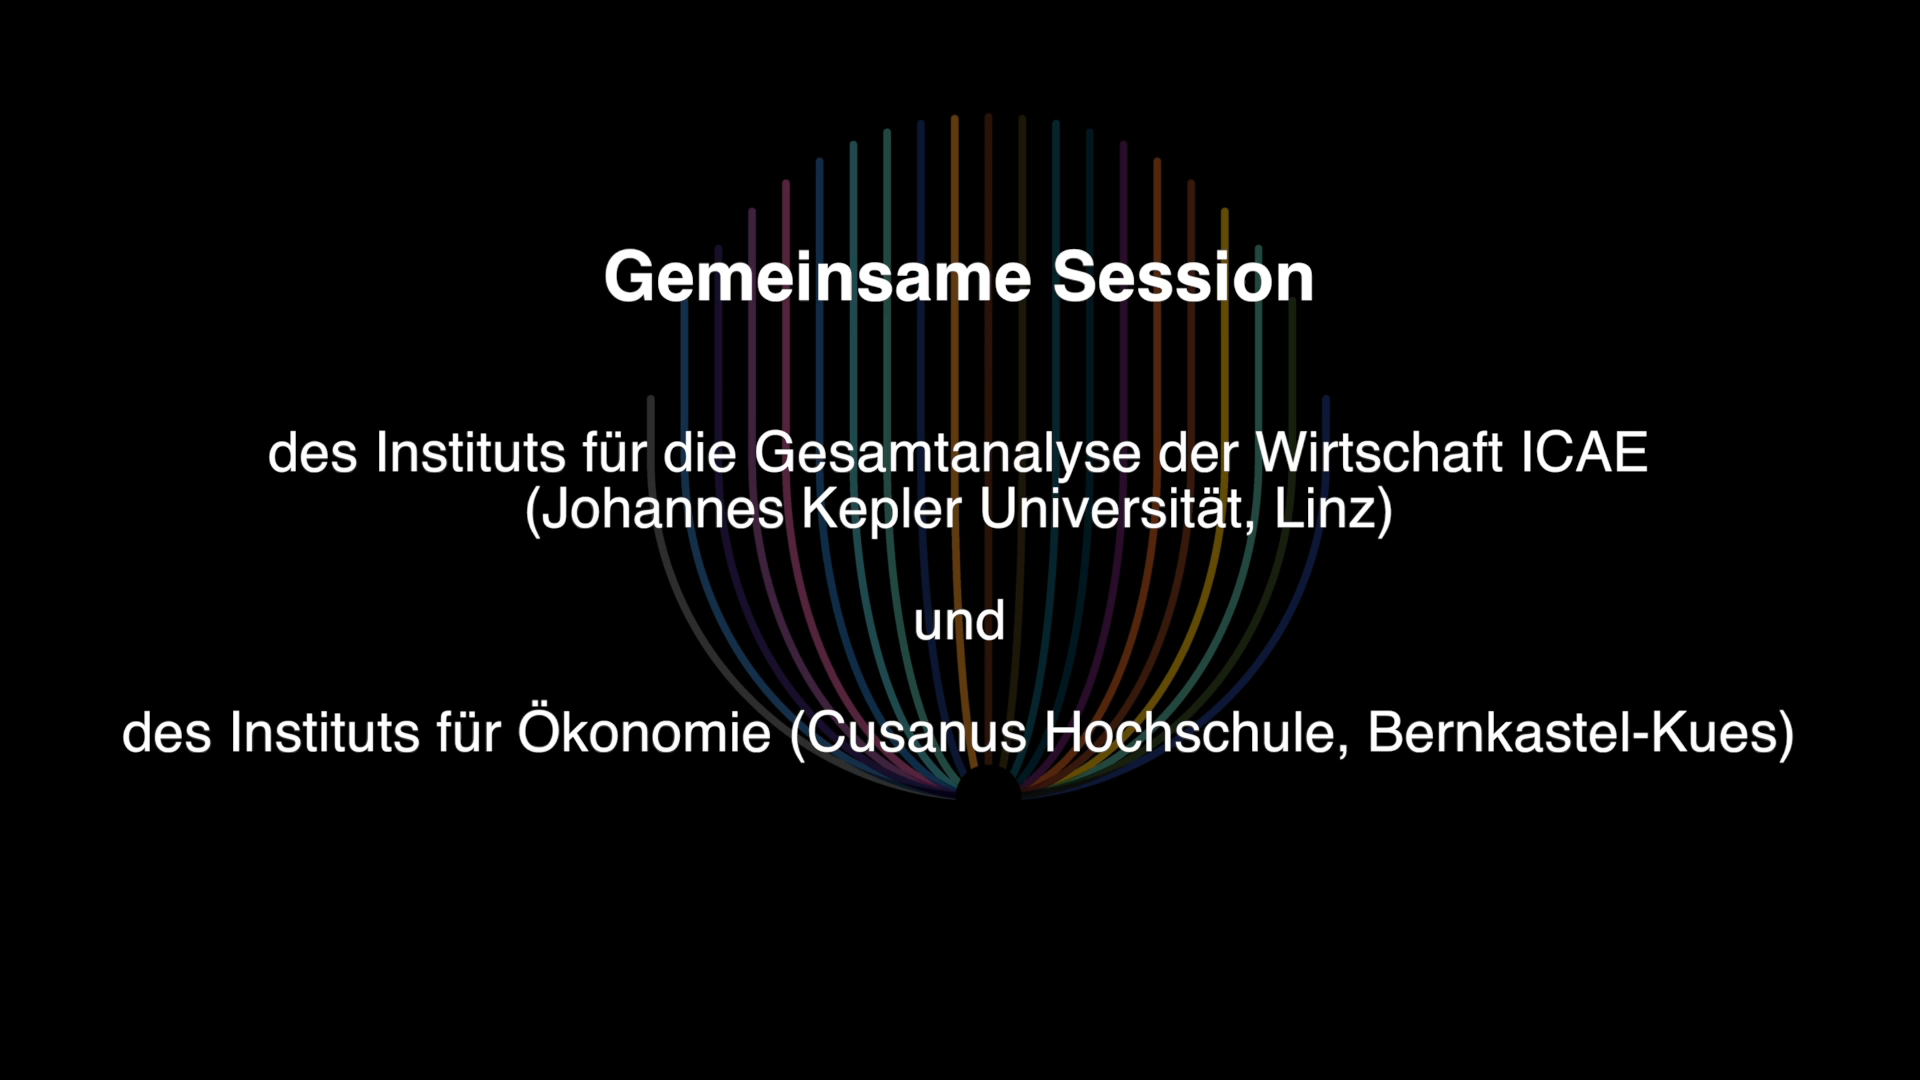 Gemeinsame Session
des Instituts für die Gesamtanalyse der Wirtschaft ICAE
(Johannes Kepler Universität, Linz)
und
des Instituts für Ökonomie (Cusanus Hochschule, Bernkastel-Kues)